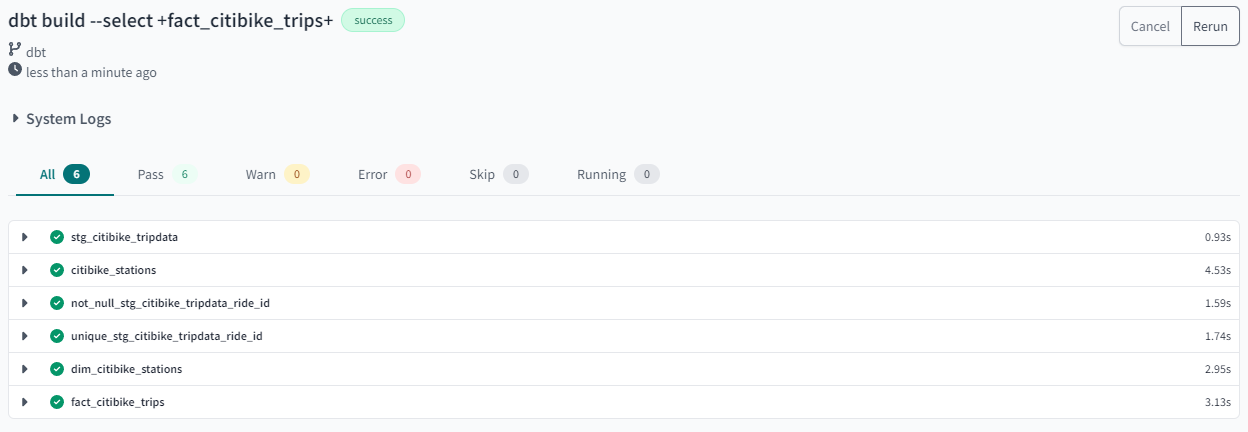 dbt build --select +fact_citibike_trips+ success Cancel Rerun
dbt
less than a minute ago
System Logs
All 6 Pass 6 Warn 0 Error 0 Skip 0 Running 0
stg_citibike_tripdata 0.93s
citibike_stations 4.53s
not_null_stg_citibike_tripdata_ride_id 1.59s
unique_stg_citibike_tripdata_ride_id 1.74s
dim_citibike_stations 2.95s
fact_citibike_trips 3.13s